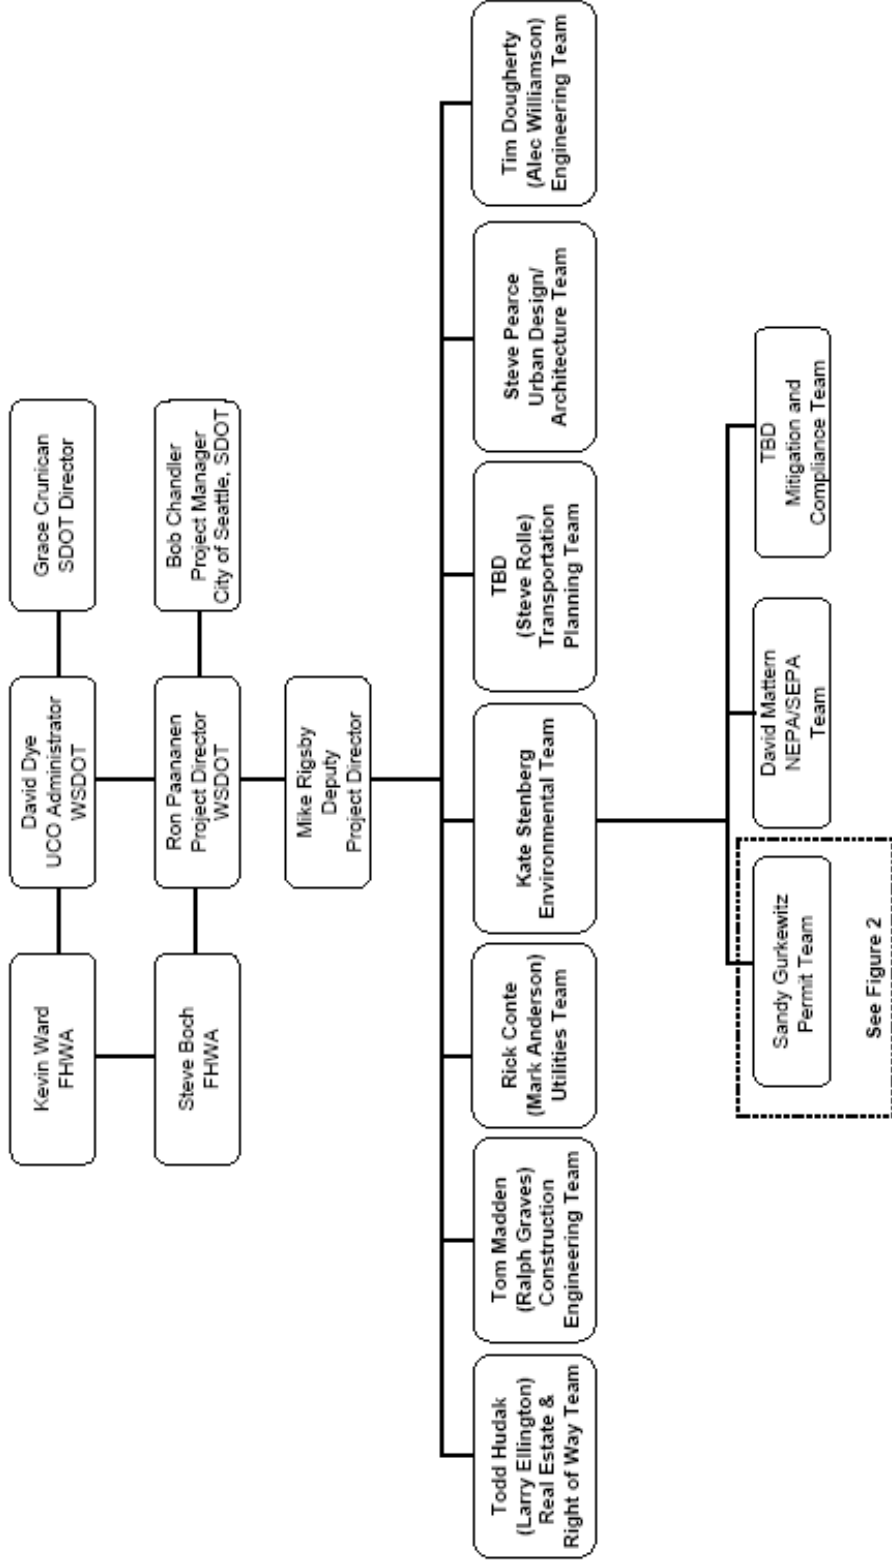 Kevin Ward
FHWA
David Dye
UCO Administrator
WSDOT
Grace Crunican
SDOT Director
Steve Boch
FHWA
Ron Paananen
Project Director
WSDOT
Bob Chandler
Project Manager
City of Seattle, SDOT
Mike Rigsby
Deputy
Project Director
Todd Hudak
(Larry Ellington)
Real Estate &
Right of Way Team
Tom Madden
(Ralph Graves)
Construction
Engineering Team
Rick Conte
(Mark Anderson)
Utilities Team
Kate Stenberg
Environmental Team
TBD
(Steve Rolle)
Transportation
Planning Team
Steve Pearce
Urban Design/
Architecture Team
Tim Dougherty
(Alec Williamson)
Engineering Team
Sandy Gurkewitz
Permit Team
David Mattern
NEPA/SEPA
Team
TBD
Mitigation and
Compliance Team
See Figure 2